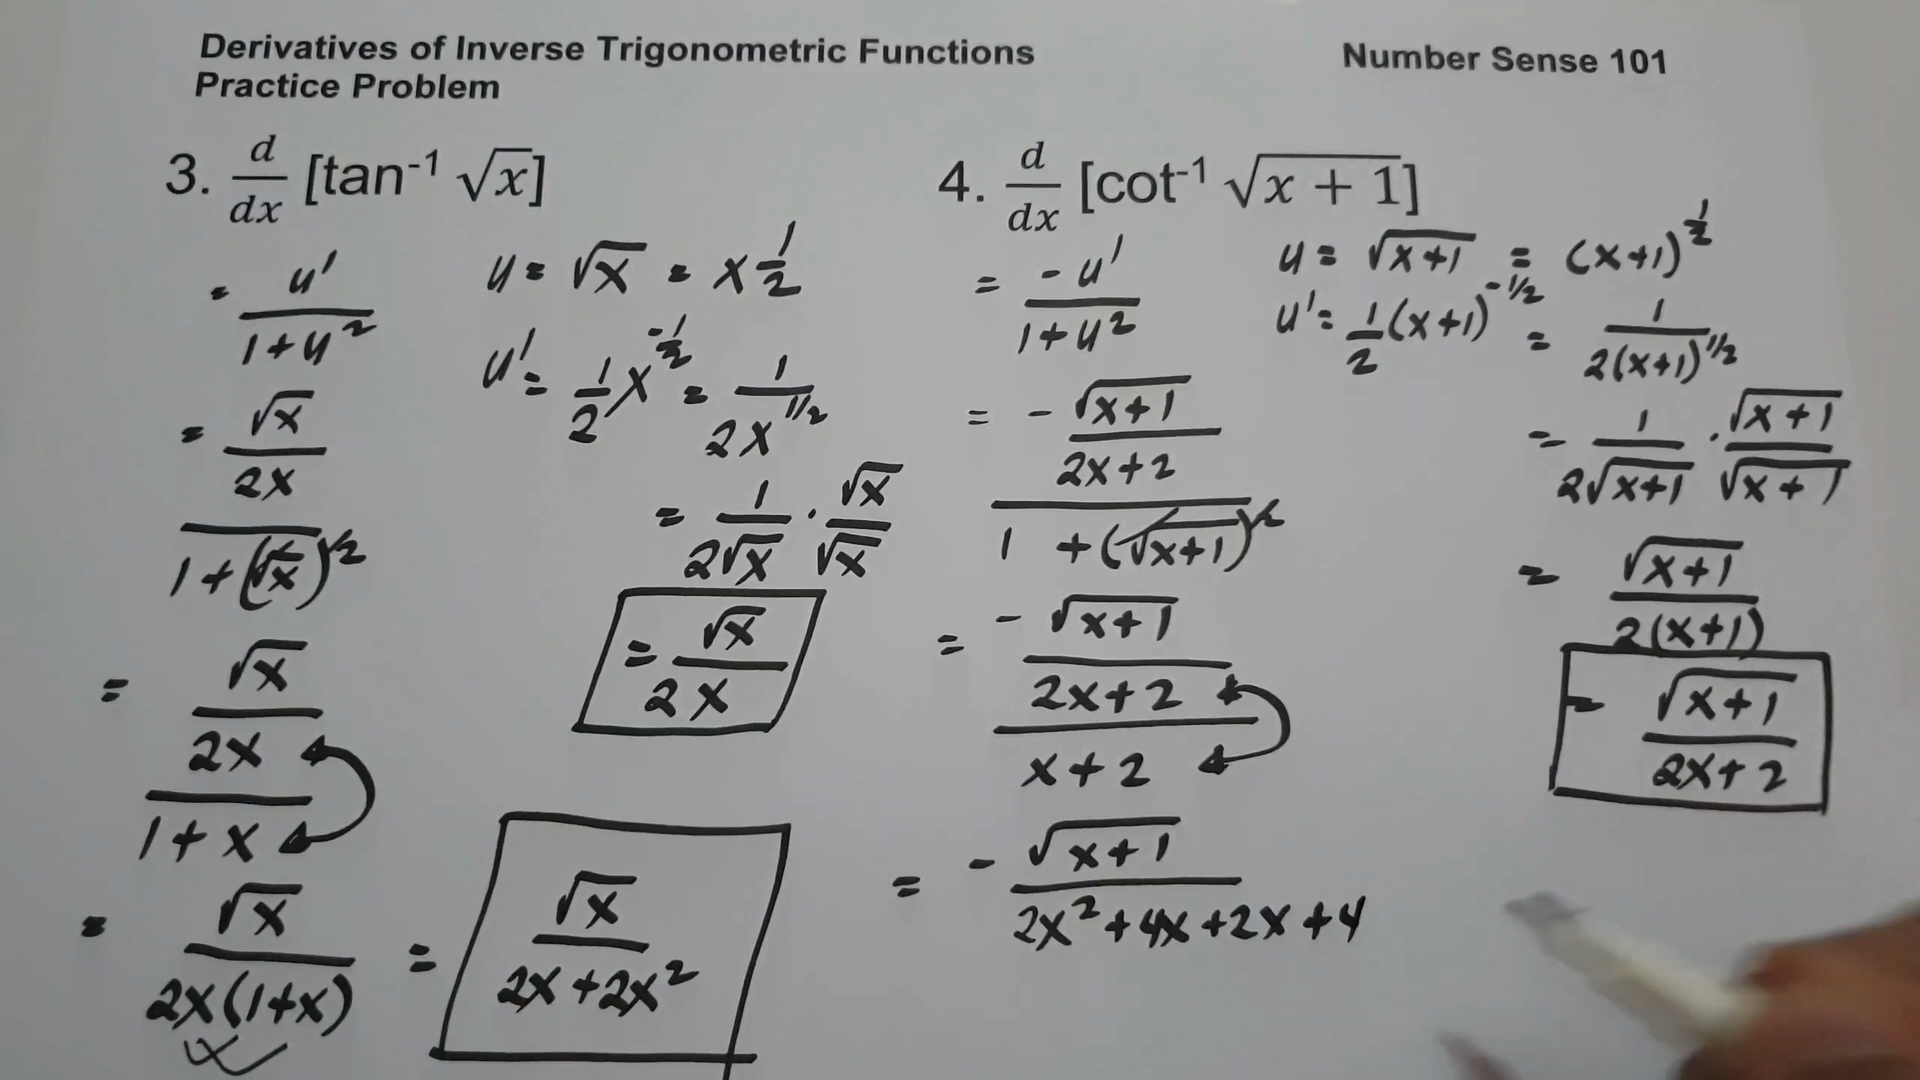 Derivatives of Inverse Trigonometric Functions
Practice Problem
Number Sense 101
3. d/dx [tan⁻¹ √x]
= u' / (1+u²)
= (√x / 2x) / (1+(√x)²)
= (√x / 2x) / (1+x)
= √x / 2x(1+x)
= √x / (2x+2x²)
u = √x = x^(1/2)
u' = 1/2 x^(-1/2) = 1 / 2x^(1/2)
= 1/(2√x) · √x/√x
= √x / 2x
4. d/dx [cot⁻¹ √(x + 1)]
= -u' / (1+u²)
= (-√(x+1) / (2x+2)) / (1 +(√(x+1))²)
= (-√(x+1) / (2x+2)) / (x+2)
= -√(x+1) / (2x²+4x+2x+4)
u = √(x+1) = (x+1)^(1/2)
u' = 1/2 (x+1)^(-1/2) = 1 / 2(x+1)^(1/2)
= 1/(2√(x+1)) · √(x+1)/√(x+1)
= √(x+1) / 2(x+1)
= √(x+1) / (2x+2)